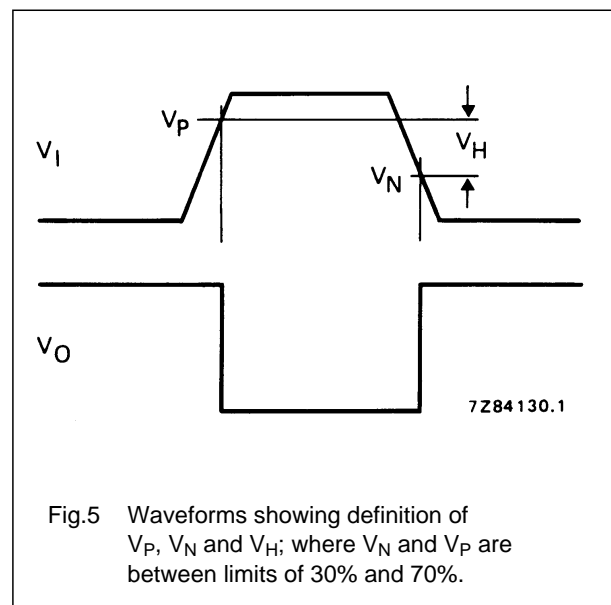 V_P
V_I
V_H
V_N
V_O
7Z84130.1
Fig.5 Waveforms showing definition of
V_P, V_N and V_H; where V_N and V_P are
between limits of 30% and 70%.